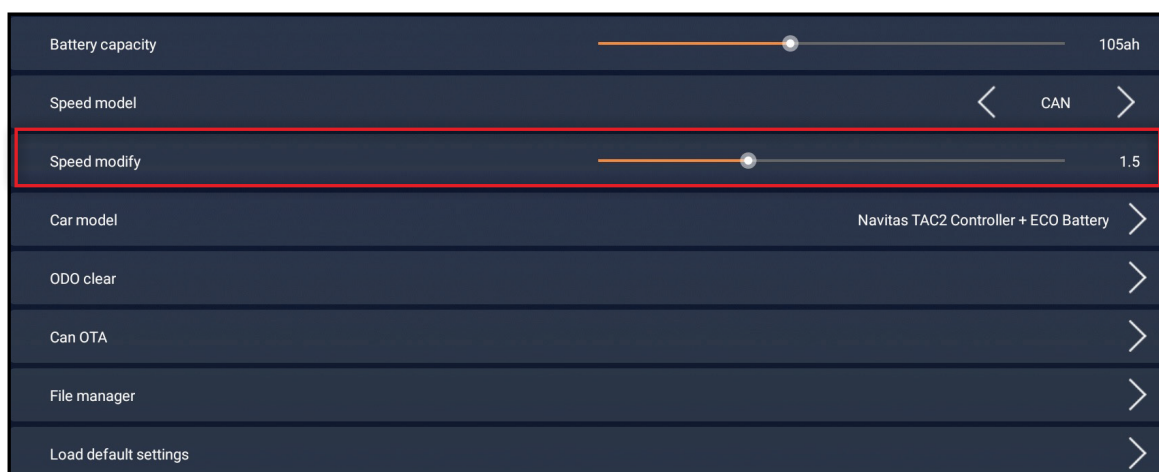 Battery capacity 105ah
Speed model CAN
Speed modify 1.5
Car model Navitas TAC2 Controller + ECO Battery
ODO clear
Can OTA
File manager
Load default settings